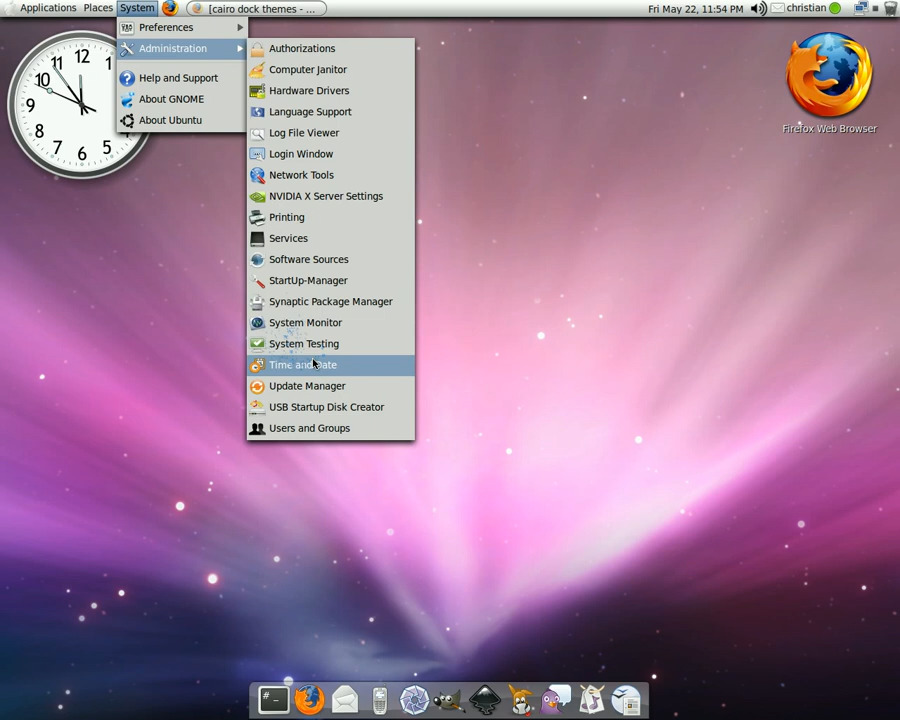 Applications Places System [cairo dock themes - ... Fri May 22, 11:54 PM christian
Preferences
Administration
Help and Support
About GNOME
About Ubuntu
Authorizations
Computer Janitor
Hardware Drivers
Language Support
Log File Viewer
Login Window
Network Tools
NVIDIA X Server Settings
Printing
Services
Software Sources
StartUp-Manager
Synaptic Package Manager
System Monitor
System Testing
Time and Date
Update Manager
USB Startup Disk Creator
Users and Groups
12
11
10
9
8
7
6
5
Firefox Web Browser
>_